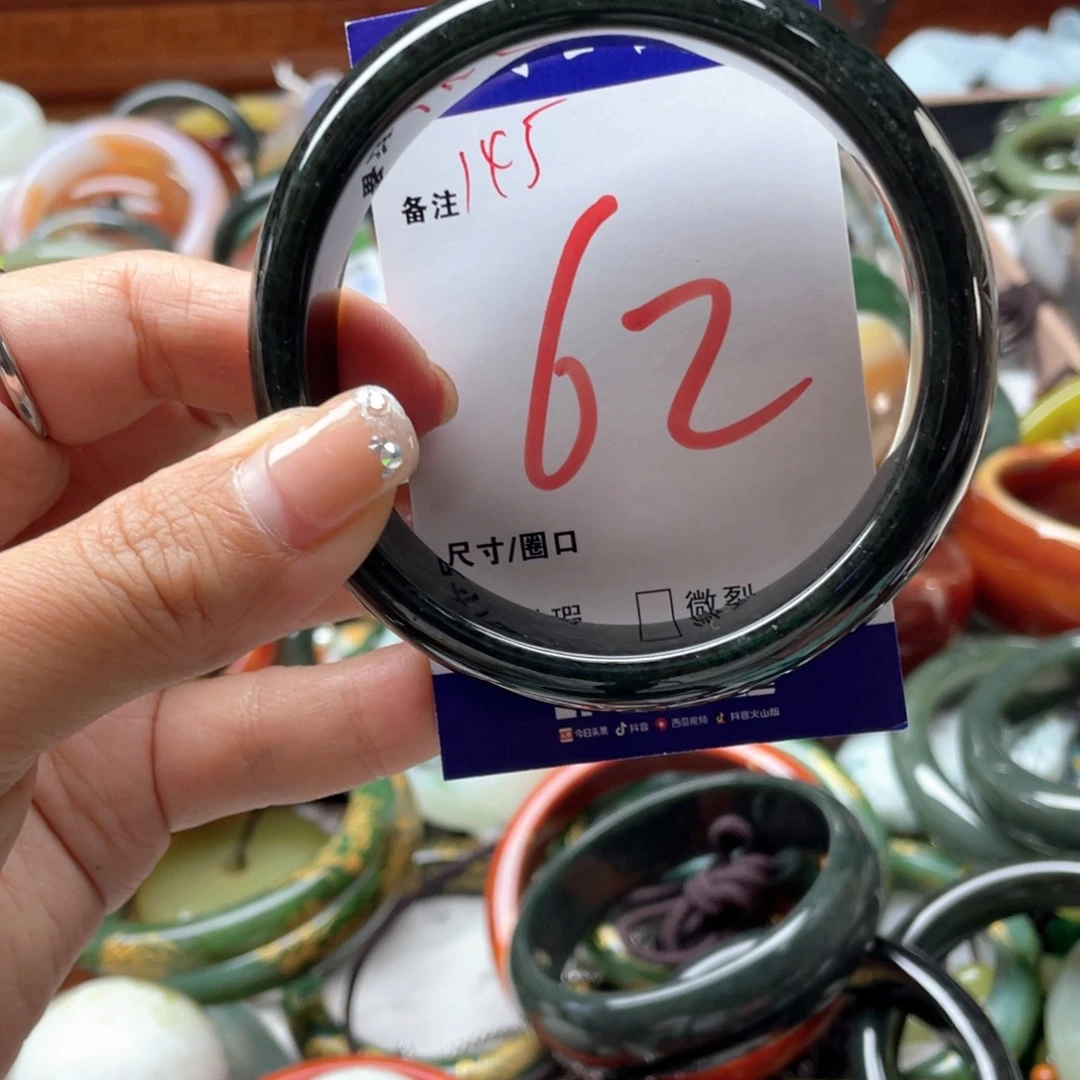 备注 145
62
尺寸/圈口
瑕 □ 微裂
今日头条 抖音 西瓜视频 抖音火山版